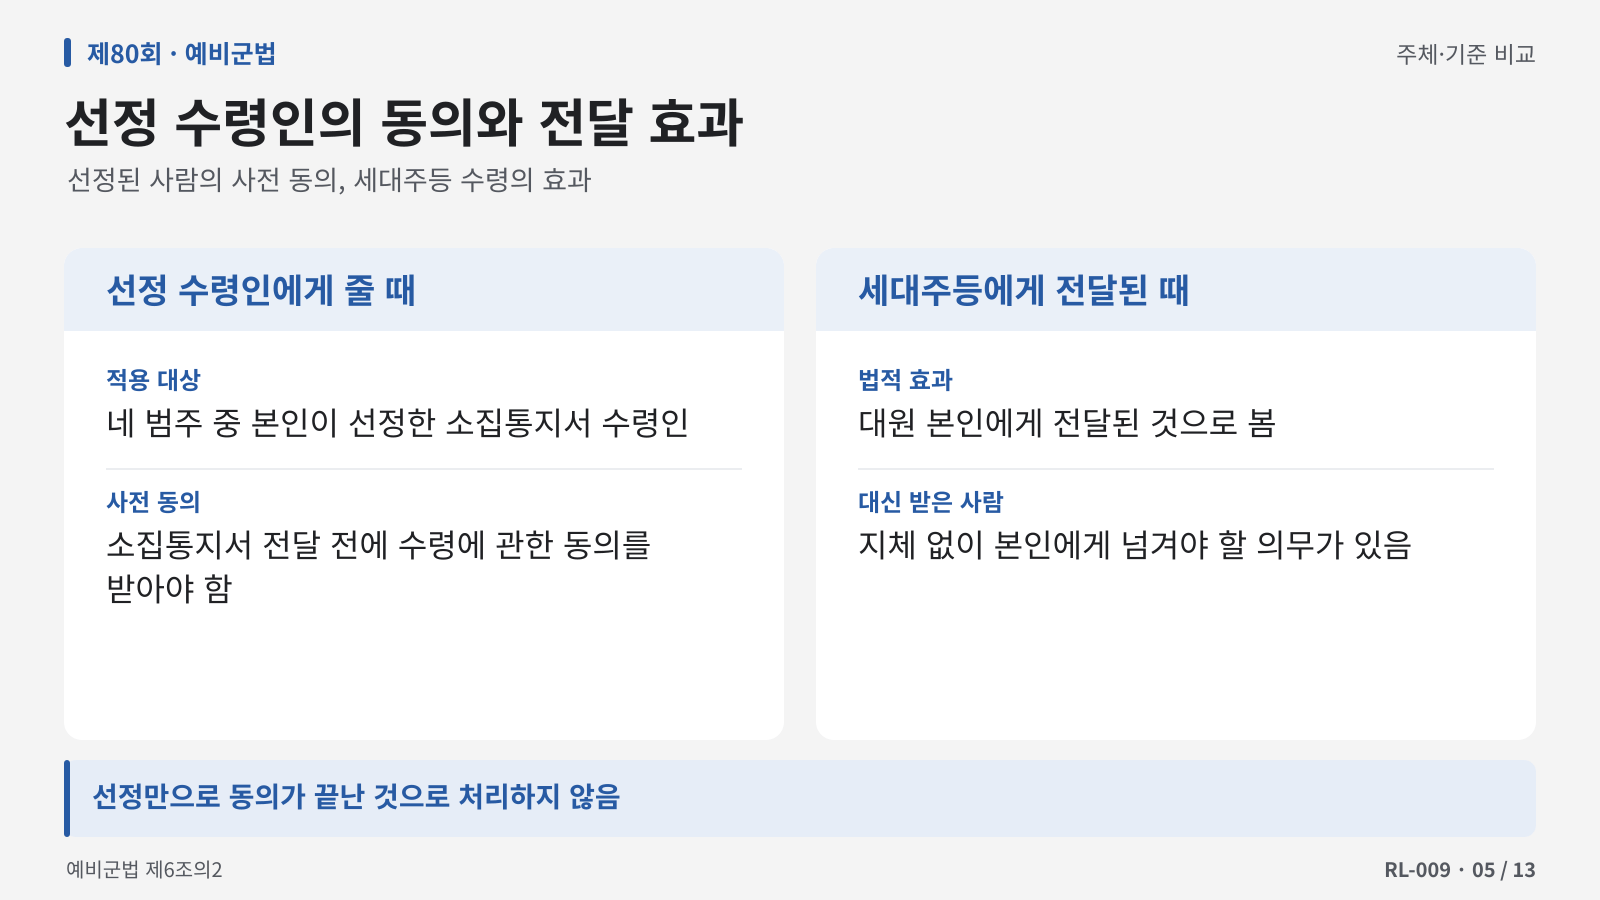 제80회 · 예비군법
주체·기준 비교
선정 수령인의 동의와 전달 효과
선정된 사람의 사전 동의, 세대주등 수령의 효과
선정 수령인에게 줄 때
적용 대상
네 범주 중 본인이 선정한 소집통지서 수령인
사전 동의
소집통지서 전달 전에 수령에 관한 동의를
받아야 함
세대주등에게 전달된 때
법적 효과
대원 본인에게 전달된 것으로 봄
대신 받은 사람
지체 없이 본인에게 넘겨야 할 의무가 있음
선정만으로 동의가 끝난 것으로 처리하지 않음
예비군법 제6조의2
RL-009 · 05 / 13